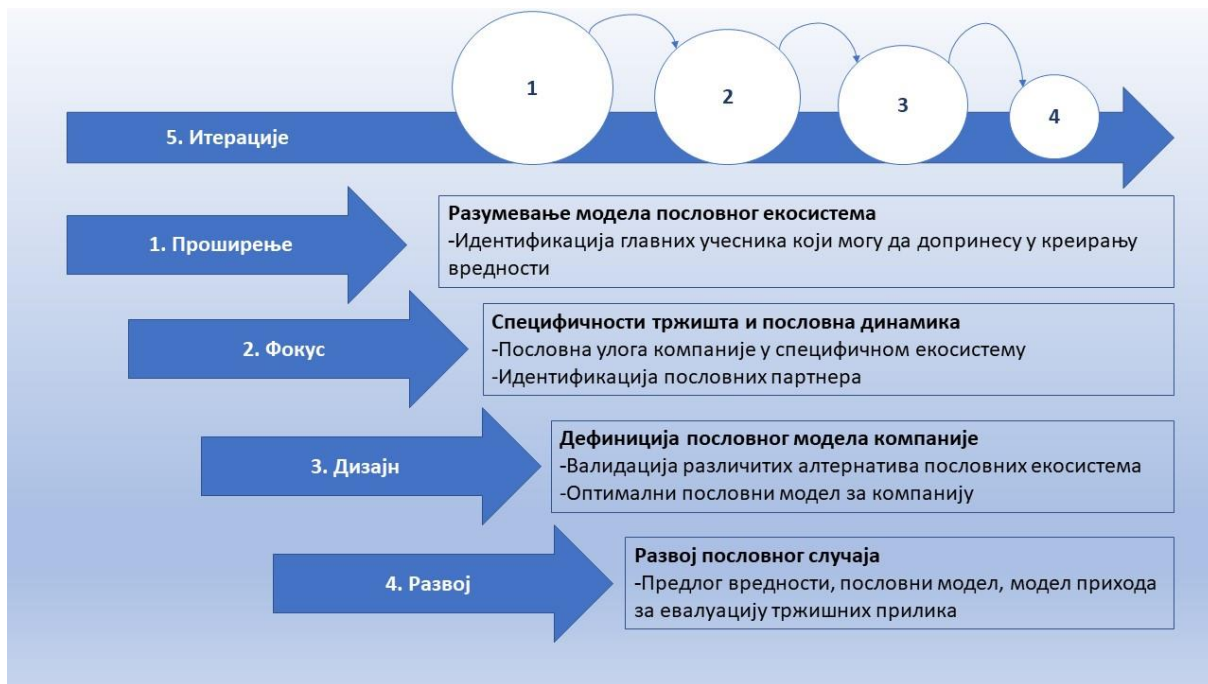 1
2
3
4
5. Итерације
1. Проширење
Разумевање модела пословног екосистема
-Идентификација главних учесника који могу да допринесу у креирању
вредности
2. Фокус
Специфичности тржишта и пословна динамика
-Пословна улога компаније у специфичном екосистему
-Идентификација пословних партнера
3. Дизајн
Дефиниција пословног модела компаније
-Валидација различитих алтернатива пословних екосистема
-Оптимални пословни модел за компанију
4. Развој
Развој пословног случаја
-Предлог вредности, пословни модел, модел прихода
за евалуацију тржишних прилика